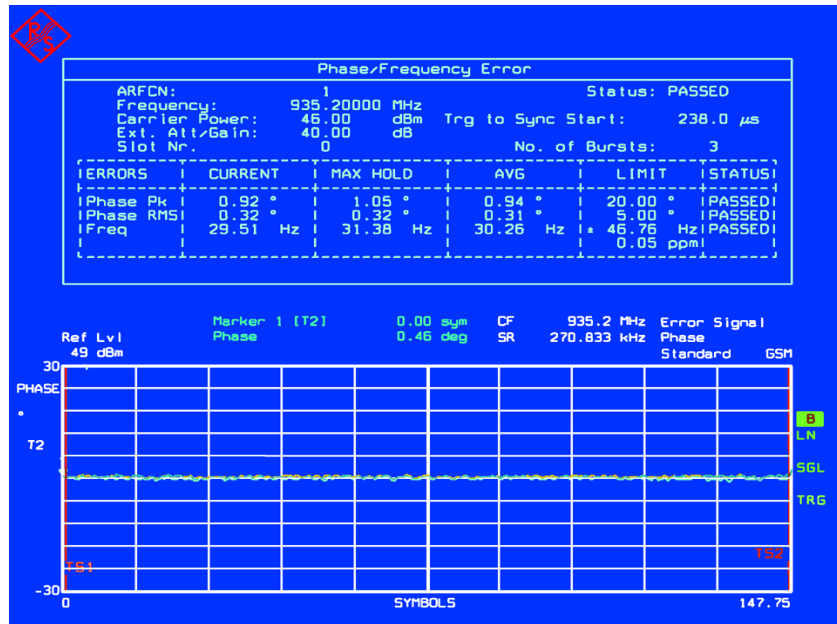 R S
Phase/Frequency Error
ARFCN: 1 Status: PASSED
Frequency: 935.20000 MHz
Carrier Power: 46.00 dBm Trg to Sync Start: 238.0 µs
Ext. Att/Gain: 40.00 dB
Slot Nr. 0 No. of Bursts: 3
ERRORS CURRENT MAX HOLD AVG LIMIT STATUS
Phase Pk 0.92 ° 1.05 ° 0.94 ° 20.00 ° PASSED
Phase RMS 0.32 ° 0.32 ° 0.31 ° 5.00 ° PASSED
Freq 29.51 Hz 31.38 Hz 30.26 Hz ± 46.76 Hz PASSED
0.05 ppm
Marker 1 [T2] 0.00 sym CF 935.2 MHz Error Signal
Ref Lvl Phase 0.46 deg SR 270.833 kHz Phase
49 dBm Standard GSM
30
PHASE
°
B
T2 LN
SGL
TRG
TS2
TS1
-30
0 SYMBOLS 147.75